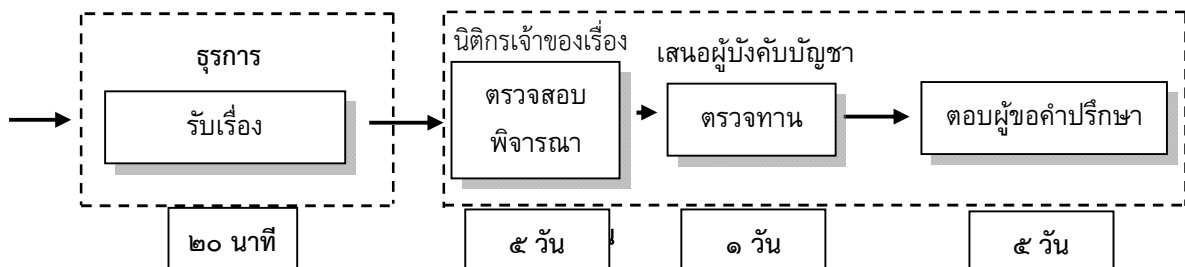 ธุรการ
รับเรื่อง
นิติกรเจ้าของเรื่อง
ตรวจสอบ
พิจารณา
เสนอผู้บังคับบัญชา
ตรวจทาน
ตอบผู้ขอคำปรึกษา
๒๐ นาที
๕ วัน
๑ วัน
๕ วัน